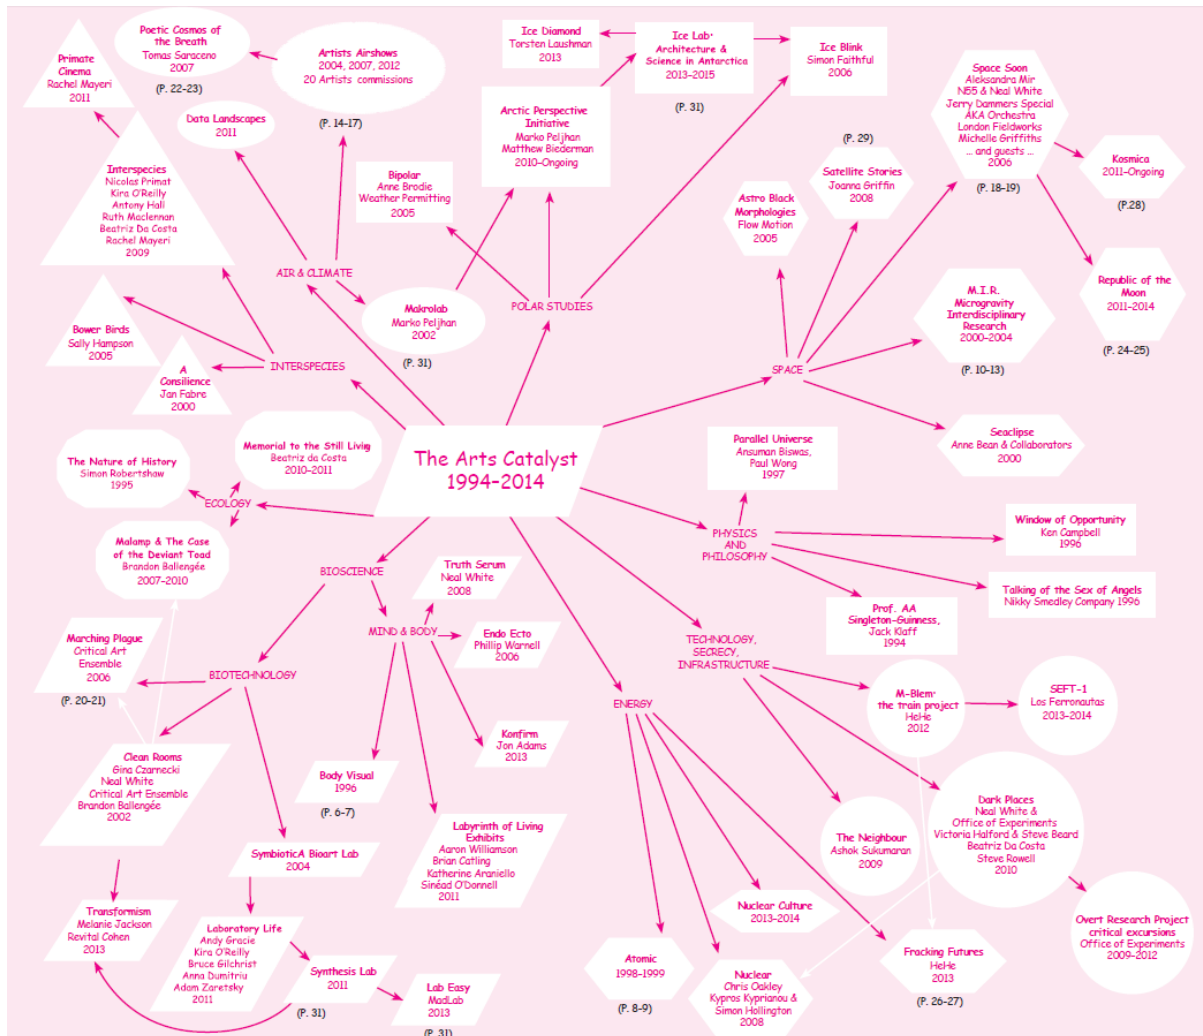 Poetic Cosmos of
the Breath
Tomas Saraceno
2007
(P. 22-23)
Artists Airshows
2004, 2007, 2012
20 Artists commissions
(P. 14-17)
Ice Diamond
Torsten Laushman
2013
Ice Lab·
Architecture &
Science in Antarctica
2013-2015
(P. 31)
Ice Blink
Simon Faithful
2006
(P. 29)
Primate
Cinema
Rachel Mayeri
2011
Data Landscapes
2011
Arctic Perspective
Initiative
Marko Peljhan
Matthew Biederman
2010-Ongoing
Space Soon
Aleksandra Mir
N55 & Neal White
Jerry Dammers Special
AKA Orchestra
London Fieldworks
Michelle Griffiths
... and guests ...
2006
(P. 18-19)
Kosmica
2011-Ongoing
(P.28)
Interspecies
Nicolas Primat
Kira O'Reilly
Antony Hall
Ruth Maclennan
Beatriz Da Costa
Rachel Mayeri
2009
Bipolar
Anne Brodie
Weather Permitting
2005
Astro Black
Morphologies
Flow Motion
2005
Satellite Stories
Joanna Griffin
2008
AIR & CLIMATE
Makrolab
Marko Peljhan
2002
(P. 31)
POLAR STUDIES
M.I.R.
Microgravity
Interdisciplinary
Research
2000-2004
(P. 10-13)
Republic of the
Moon
2011-2014
(P. 24-25)
Bower Birds
Sally Hampson
2005
A
Consilience
Jan Fabre
2000
INTERSPECIES
SPACE
Seaclipse
Anne Bean & Collaborators
2000
The Arts Catalyst
1994-2014
The Nature of History
Simon Robertshaw
1995
Memorial to the Still Living
Beatriz da Costa
2010-2011
ECOLOGY
Malamp & The Case
of the Deviant Toad
Brandon Ballengée
2007-2010
Parallel Universe
Ansuman Biswas,
Paul Wong
1997
PHYSICS
AND
PHILOSOPHY
Window of Opportunity
Ken Campbell
1996
Talking of the Sex of Angels
Nikky Smedley Company 1996
Prof. AA
Singleton-Guinness,
Jack Klaff
1994
BIOSCIENCE
Truth Serum
Neal White
2008
MIND & BODY
Endo Ecto
Phillip Warnell
2006
Marching Plague
Critical Art
Ensemble
2006
(P. 20-21)
BIOTECHNOLOGY
TECHNOLOGY,
SECRECY,
INFRASTRUCTURE
M-Blem·
the train project
HeHe
2012
SEFT-1
Los Ferronautas
2013-2014
ENERGY
Konfirm
Jon Adams
2013
Body Visual
1996
(P. 6-7)
Clean Rooms
Gina Czarnecki
Neal White
Critical Art Ensemble
Brandon Ballengée
2002
Labyrinth of Living
Exhibits
Aaron Williamson
Brian Catling
Katherine Araniello
Sinéad O'Donnell
2011
The Neighbour
Ashok Sukumaran
2009
Dark Places
Neal White &
Office of Experiments
Victoria Halford & Steve Beard
Beatriz Da Costa
Steve Rowell
2010
SymbioticA Bioart Lab
2004
Nuclear Culture
2013-2014
Transformism
Melanie Jackson
Revital Cohen
2013
Laboratory Life
Andy Gracie
Kira O'Reilly
Bruce Gilchrist
Anna Dumitriu
Adam Zaretsky
2011
Synthesis Lab
2011
(P. 31)
Lab Easy
MadLab
2013
(P. 31)
Atomic
1998-1999
(P. 8-9)
Nuclear
Chris Oakley
Kypros Kyprianou &
Simon Hollington
2008
Fracking Futures
HeHe
2013
(P. 26-27)
Overt Research Project
critical excursions
Office of Experiments
2009-2012